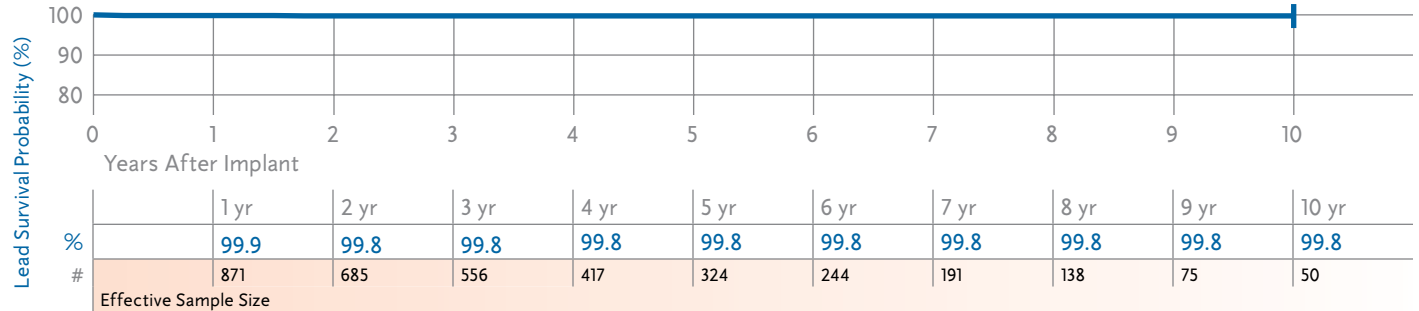 Lead Survival Probability (%)
100
90
80
0 1 2 3 4 5 6 7 8 9 10
Years After Implant
1 yr 2 yr 3 yr 4 yr 5 yr 6 yr 7 yr 8 yr 9 yr 10 yr
% 99.9 99.8 99.8 99.8 99.8 99.8 99.8 99.8 99.8 99.8
# 871 685 556 417 324 244 191 138 75 50
Effective Sample Size